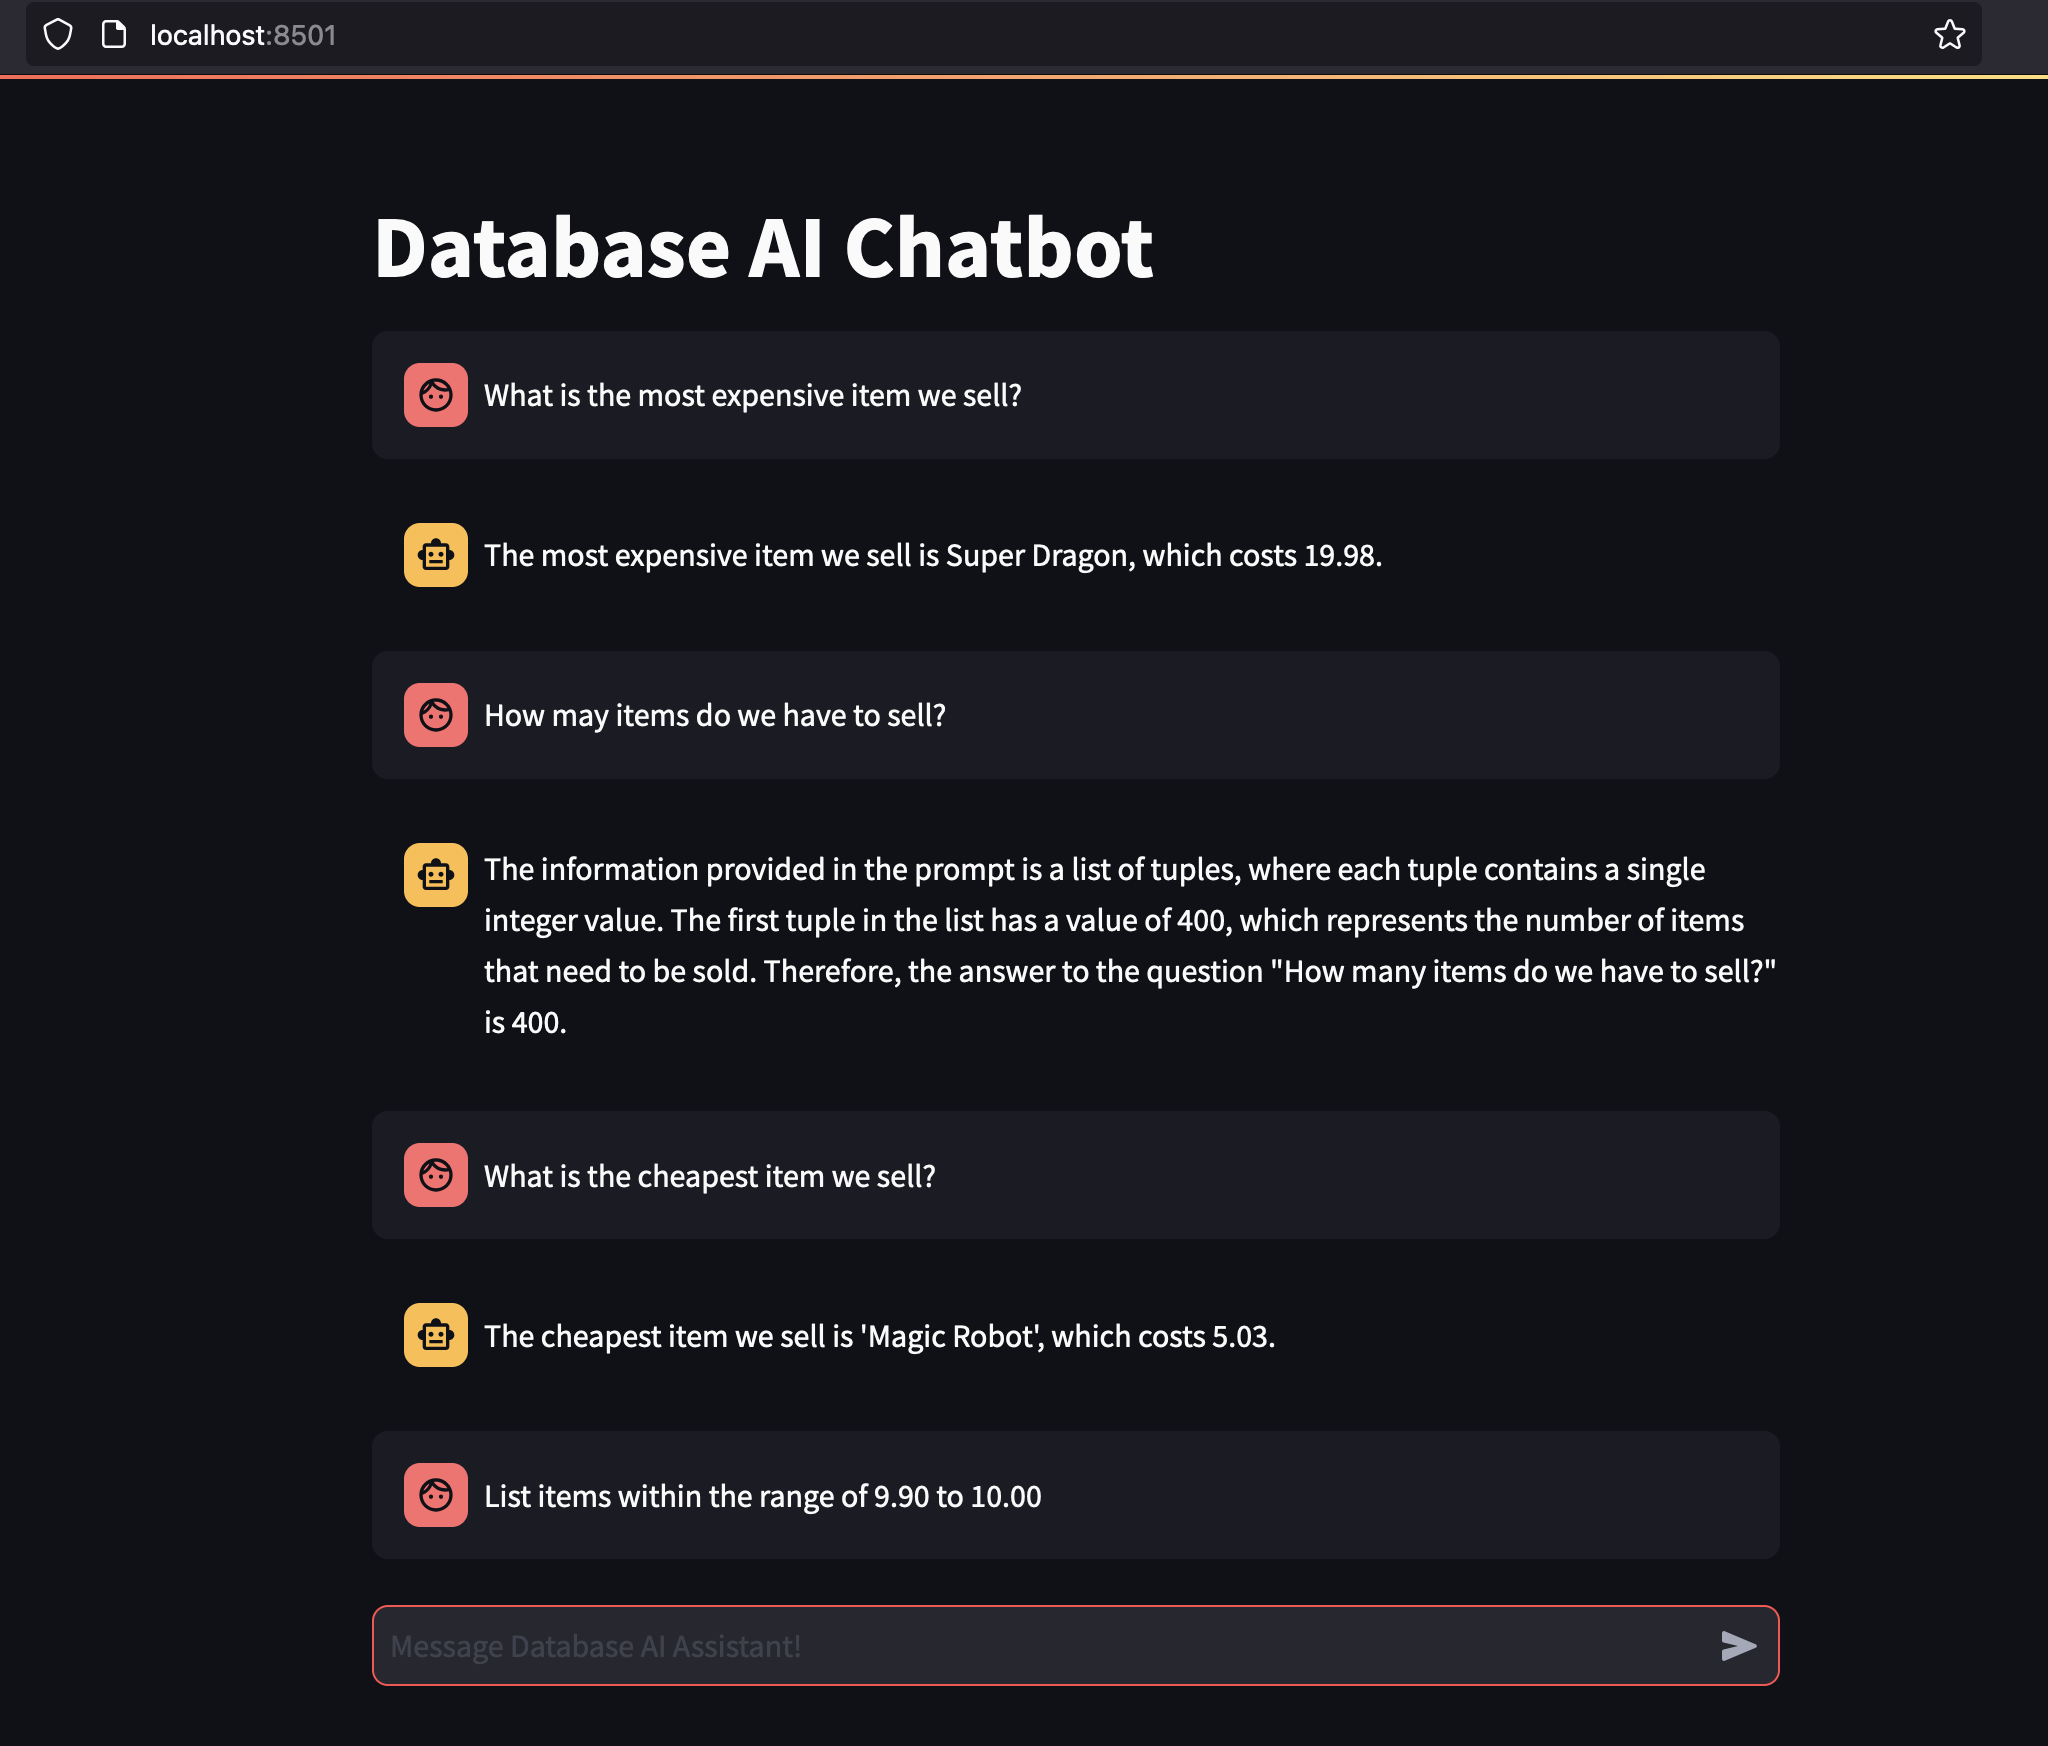 localhost:8501
Database AI Chatbot
What is the most expensive item we sell?
The most expensive item we sell is Super Dragon, which costs 19.98.
How may items do we have to sell?
The information provided in the prompt is a list of tuples, where each tuple contains a single
integer value. The first tuple in the list has a value of 400, which represents the number of items
that need to be sold. Therefore, the answer to the question "How many items do we have to sell?"
is 400.
What is the cheapest item we sell?
The cheapest item we sell is 'Magic Robot', which costs 5.03.
List items within the range of 9.90 to 10.00
Message Database AI Assistant!